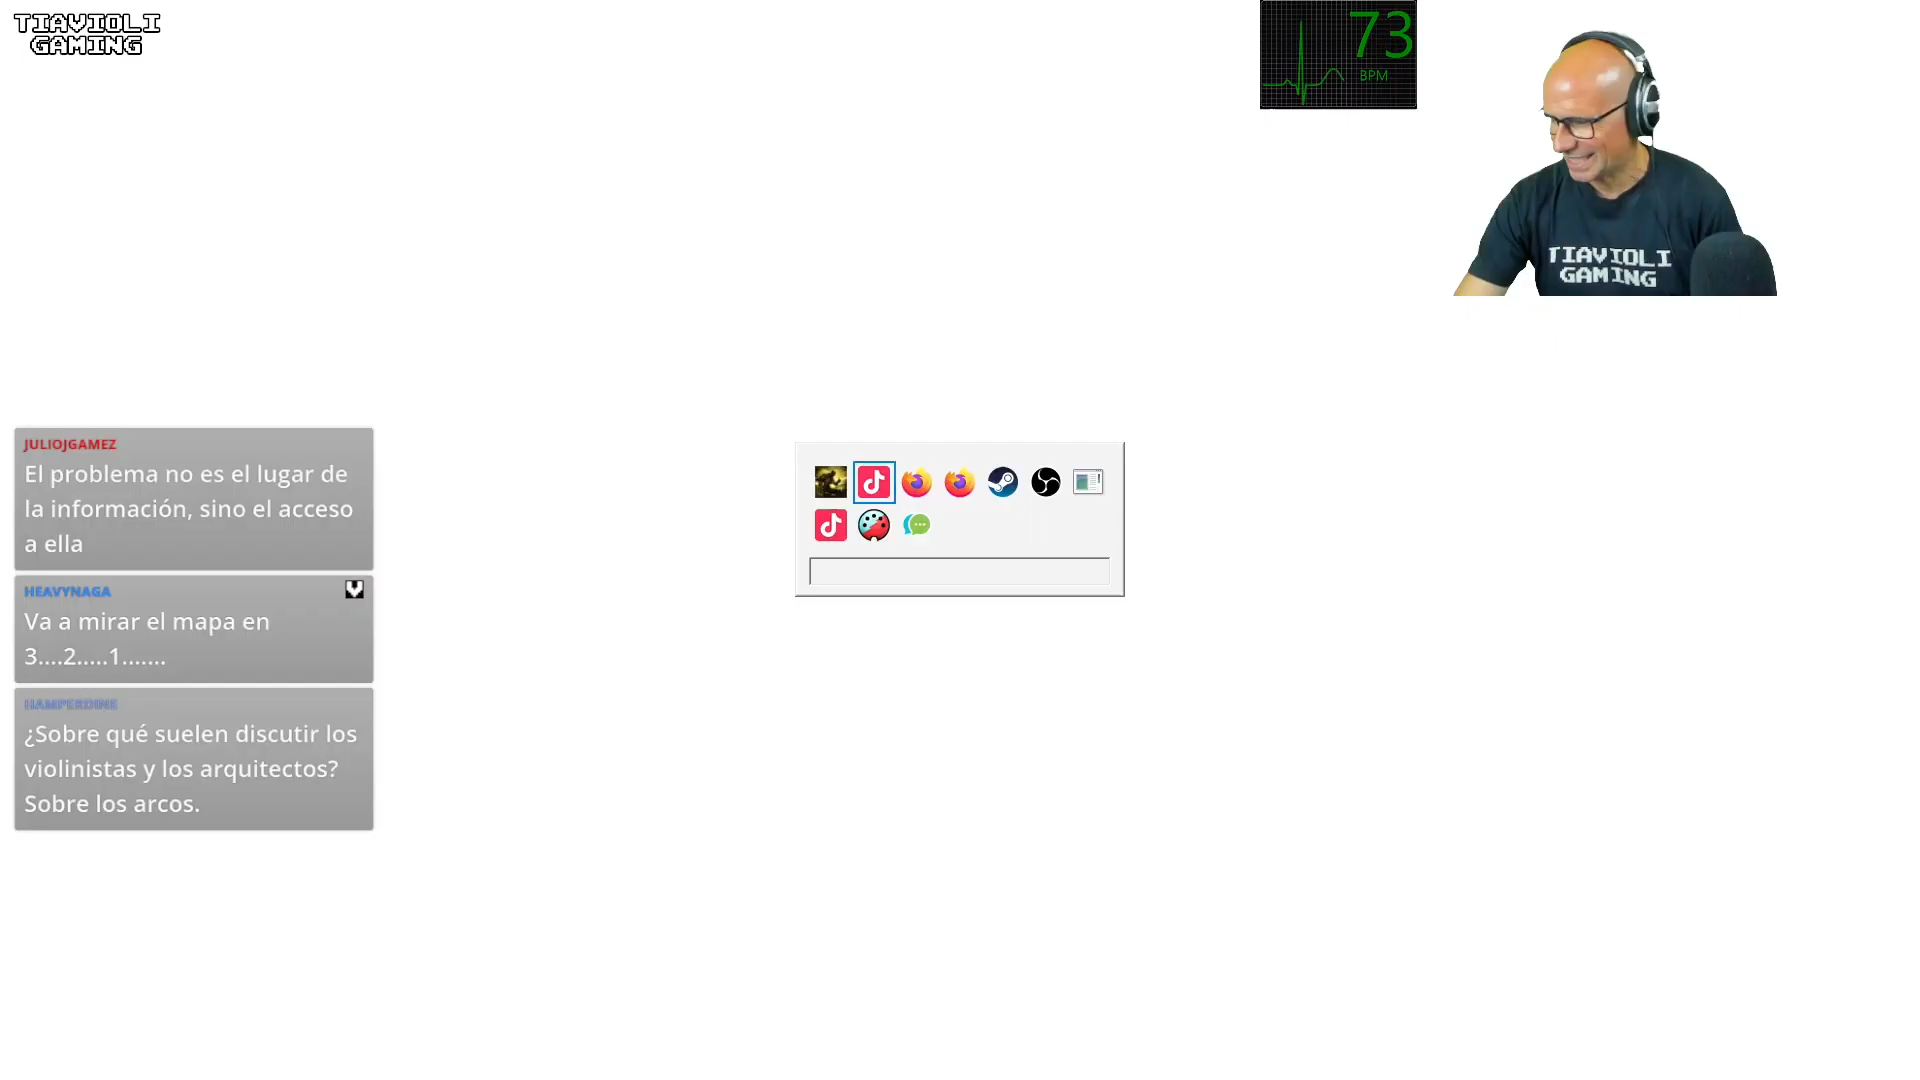 TIAVIOLI
GAMING
73
BPM
TIAVIOLI
GAMING
JULIOJGAMEZ
El problema no es el lugar de
la información, sino el acceso
a ella
HEAVYNAGA
Va a mirar el mapa en
3....2.....1.......
HAMPERDINE
¿Sobre qué suelen discutir los
violinistas y los arquitectos?
Sobre los arcos.